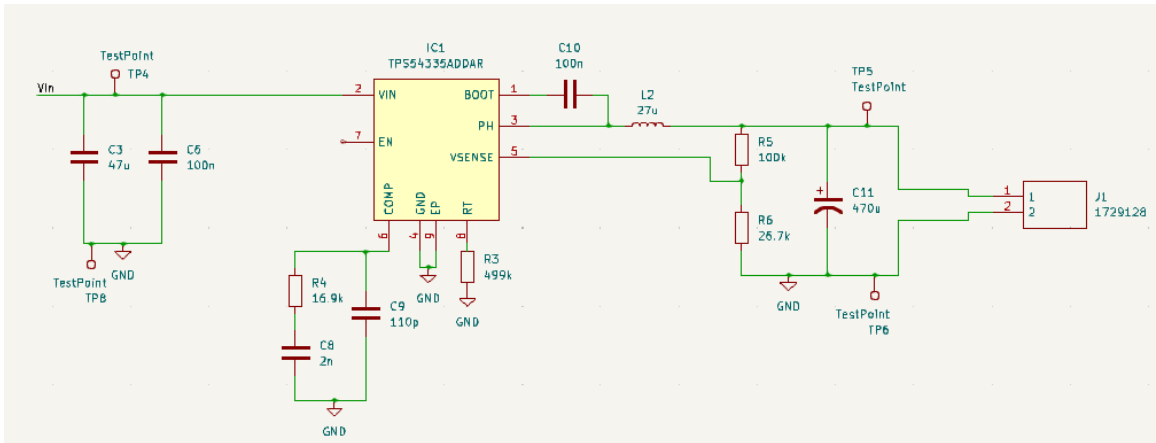 IC1
TPS54335ADDAR
TestPoint
TP4
Vin
C3
47u
C6
100n
TestPoint
TP8
GND
2
VIN
7
EN
COMP
GND
EP
RT
BOOT
1
PH
3
VSENSE
5
6
4
9
8
C10
100n
L2
27u
R4
16.9k
C8
2n
C9
110p
GND
GND
R3
499k
GND
R5
100k
R6
26.7k
C11
470u
+
TP5
TestPoint
GND
TestPoint
TP6
1
2
1
2
J1
1729128